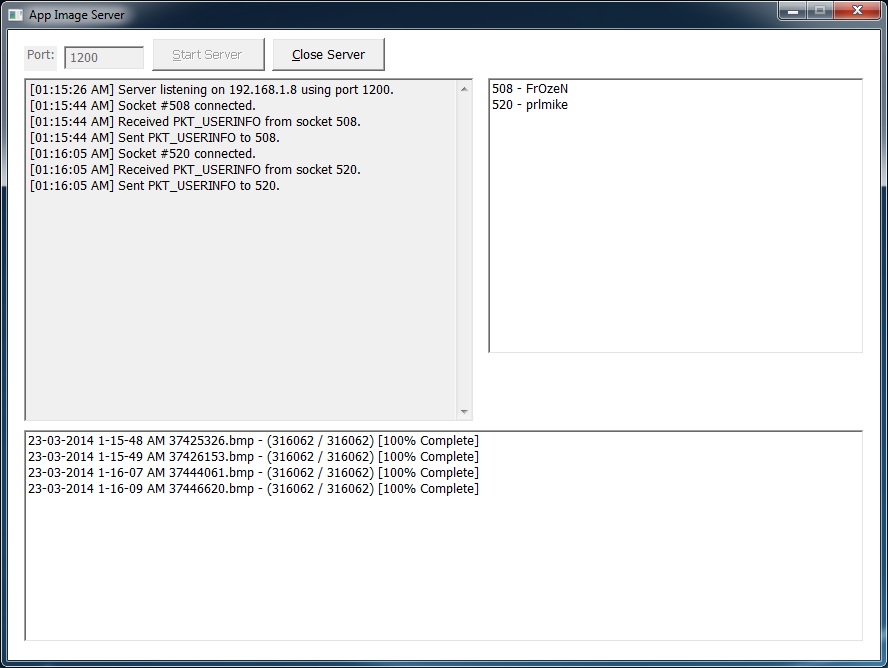 App Image Server
Port: 1200 Start Server Close Server
[01:15:26 AM] Server listening on 192.168.1.8 using port 1200.
[01:15:44 AM] Socket #508 connected.
[01:15:44 AM] Received PKT_USERINFO from socket 508.
[01:15:44 AM] Sent PKT_USERINFO to 508.
[01:16:05 AM] Socket #520 connected.
[01:16:05 AM] Received PKT_USERINFO from socket 520.
[01:16:05 AM] Sent PKT_USERINFO to 520.
508 - FrOzeN
520 - prlmike
23-03-2014 1-15-48 AM 37425326.bmp - (316062 / 316062) [100% Complete]
23-03-2014 1-15-49 AM 37426153.bmp - (316062 / 316062) [100% Complete]
23-03-2014 1-16-07 AM 37444061.bmp - (316062 / 316062) [100% Complete]
23-03-2014 1-16-09 AM 37446620.bmp - (316062 / 316062) [100% Complete]